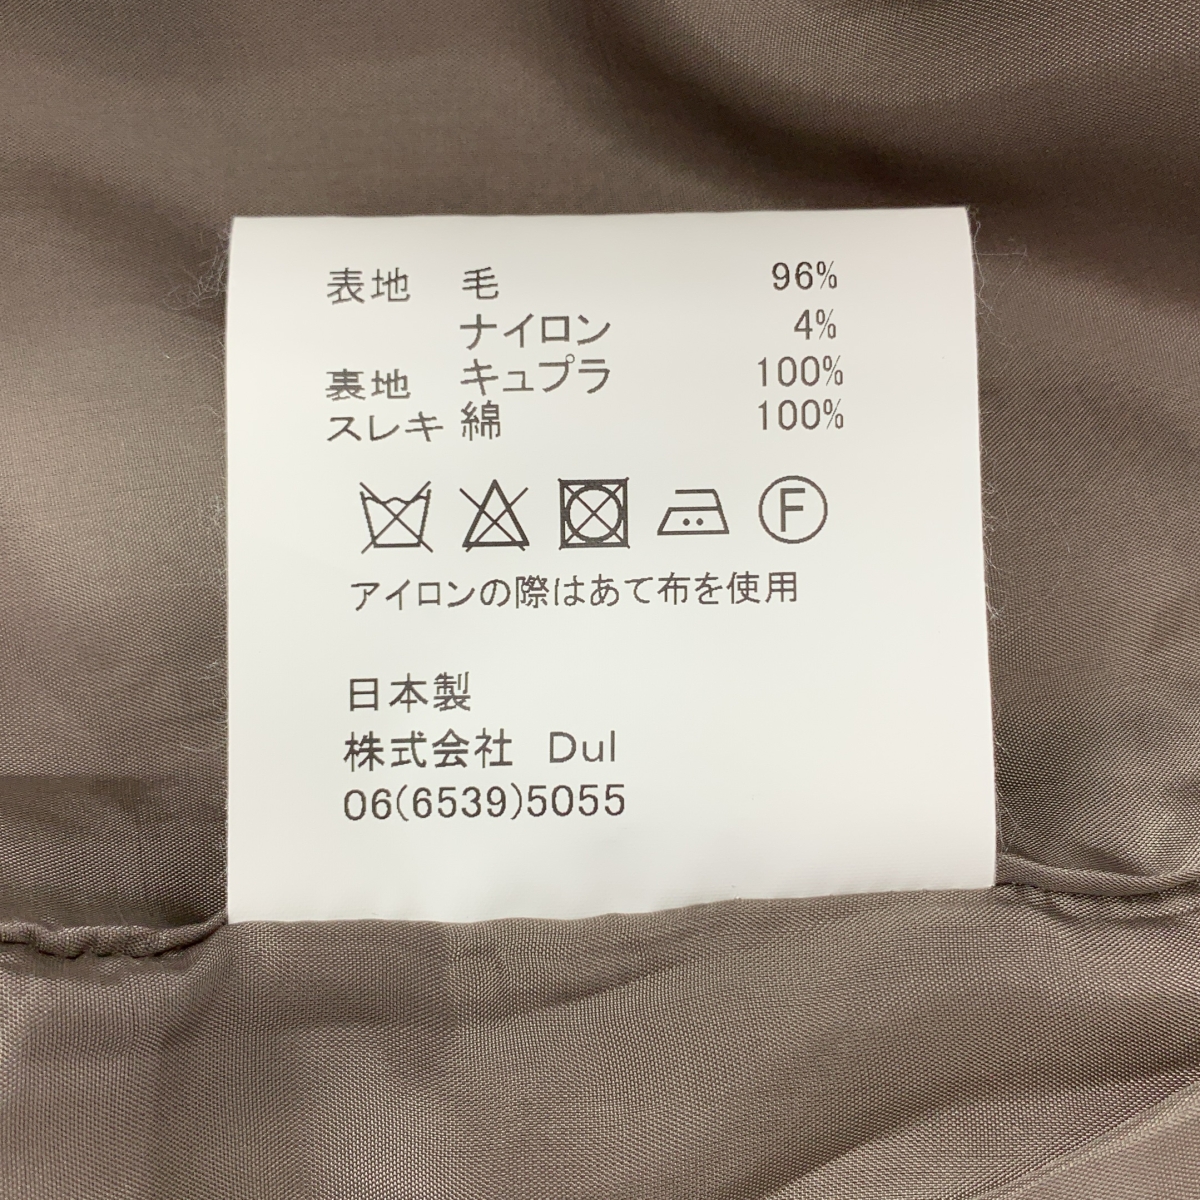 表地 毛 96%
ナイロン 4%
裏地 キュプラ 100%
スレキ 綿 100%
F
アイロンの際はあて布を使用
日本製
株式会社 Dul
06(6539)5055